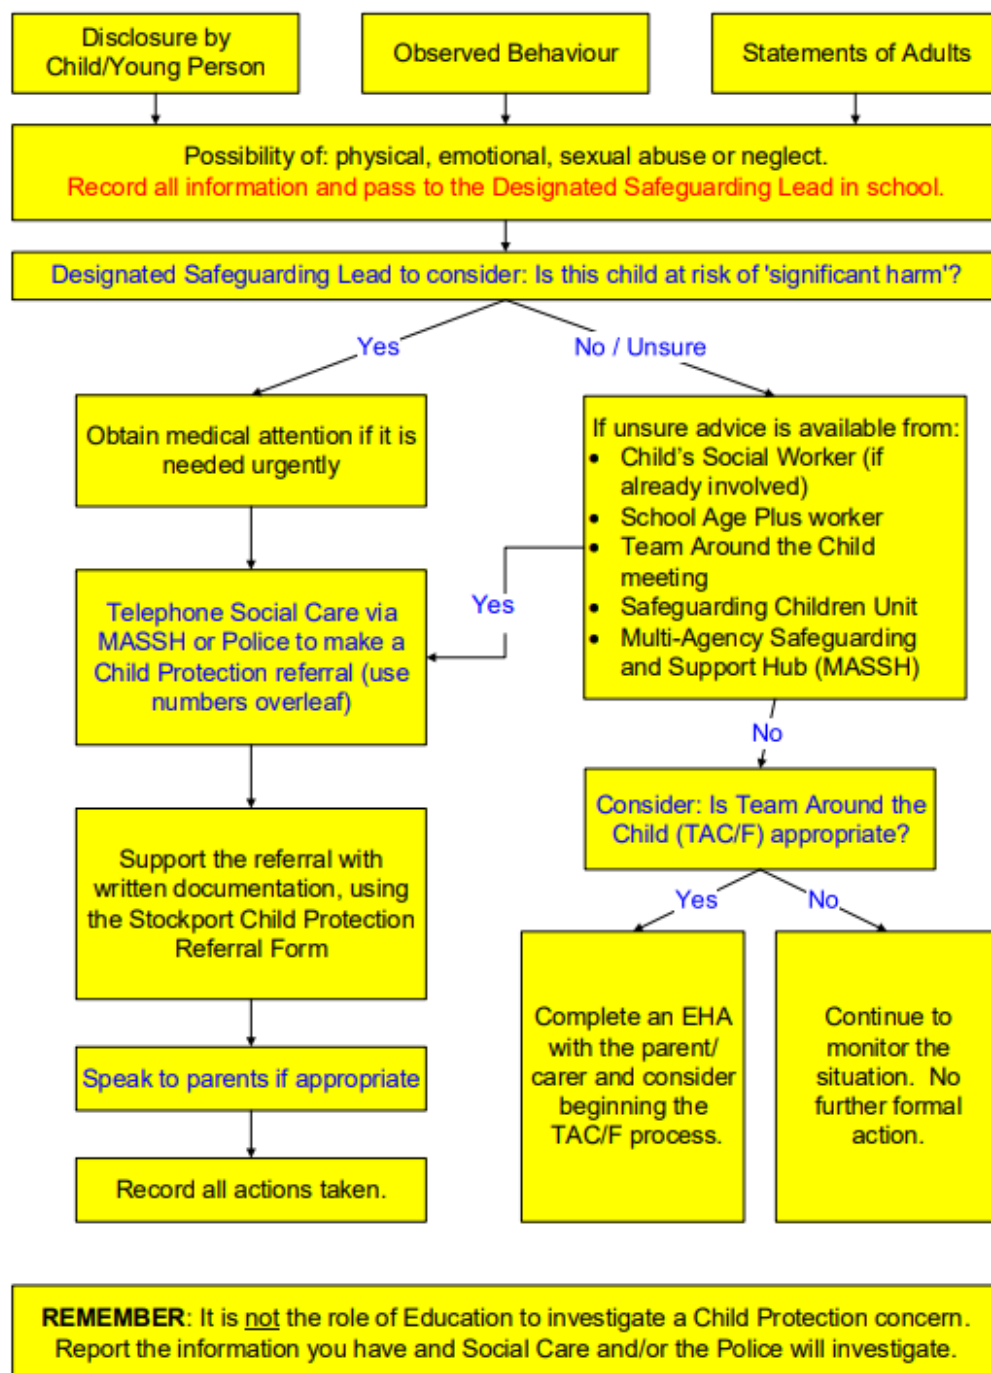 Disclosure by
Child/Young Person
Observed Behaviour
Statements of Adults
Possibility of: physical, emotional, sexual abuse or neglect.
Record all information and pass to the Designated Safeguarding Lead in school.
Designated Safeguarding Lead to consider: Is this child at risk of 'significant harm'?
Yes
No / Unsure
Obtain medical attention if it is
needed urgently
If unsure advice is available from:
• Child's Social Worker (if
already involved)
• School Age Plus worker
• Team Around the Child
meeting
• Safeguarding Children Unit
• Multi-Agency Safeguarding
and Support Hub (MASSH)
Yes
Telephone Social Care via
MASSH or Police to make a
Child Protection referral (use
numbers overleaf)
No
Consider: Is Team Around the
Child (TAC/F) appropriate?
Support the referral with
written documentation, using
the Stockport Child Protection
Referral Form
Yes
No
Complete an EHA
with the parent/
carer and consider
beginning the
TAC/F process.
Continue to
monitor the
situation. No
further formal
action.
Speak to parents if appropriate
Record all actions taken.
REMEMBER: It is not the role of Education to investigate a Child Protection concern.
Report the information you have and Social Care and/or the Police will investigate.